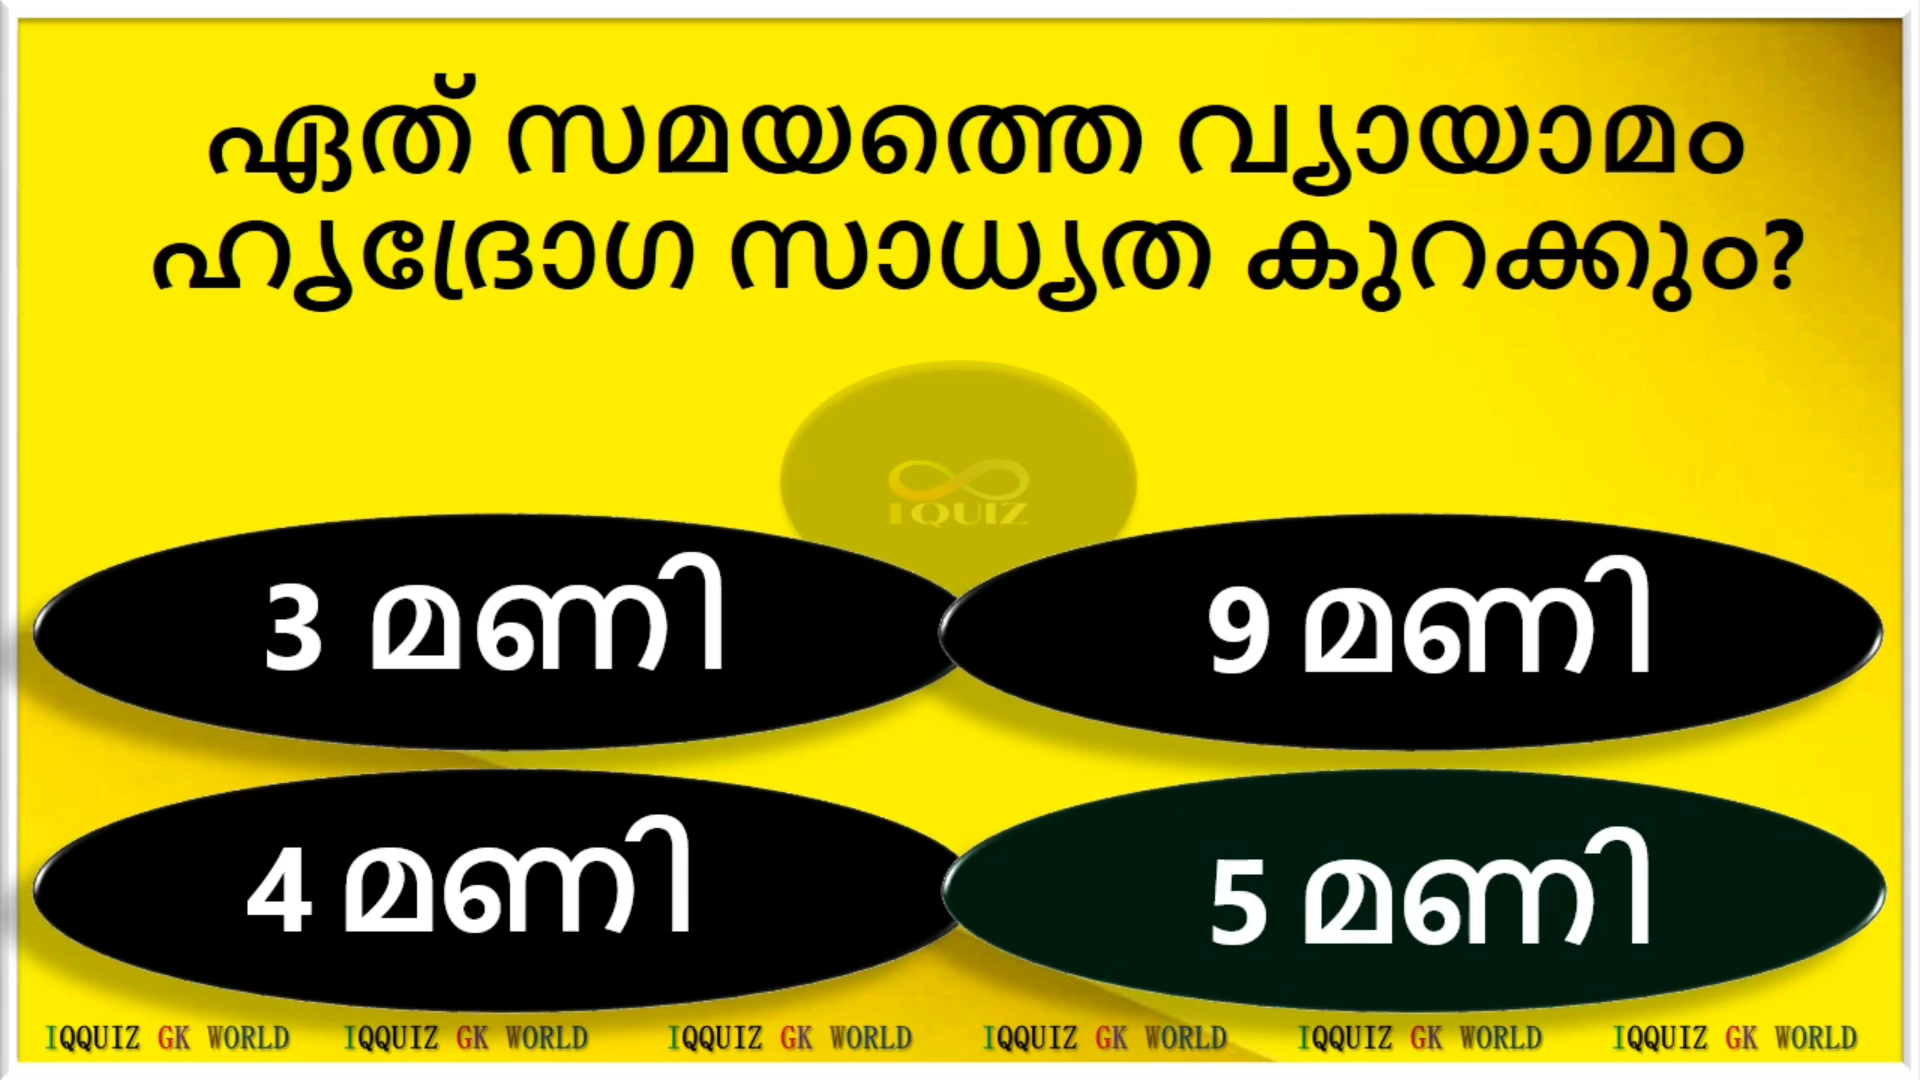 ഏത് സമയത്തെ വ്യായാമം
ഹൃദ്രോഗ സാധ്യത കുറക്കും?
IQUIZ
3 മണി
9 മണി
4 മണി
5 മണി
IQQUIZ GK WORLD IQQUIZ GK WORLD IQQUIZ GK WORLD IQQUIZ GK WORLD IQQUIZ GK WORLD IQQUIZ GK WORLD